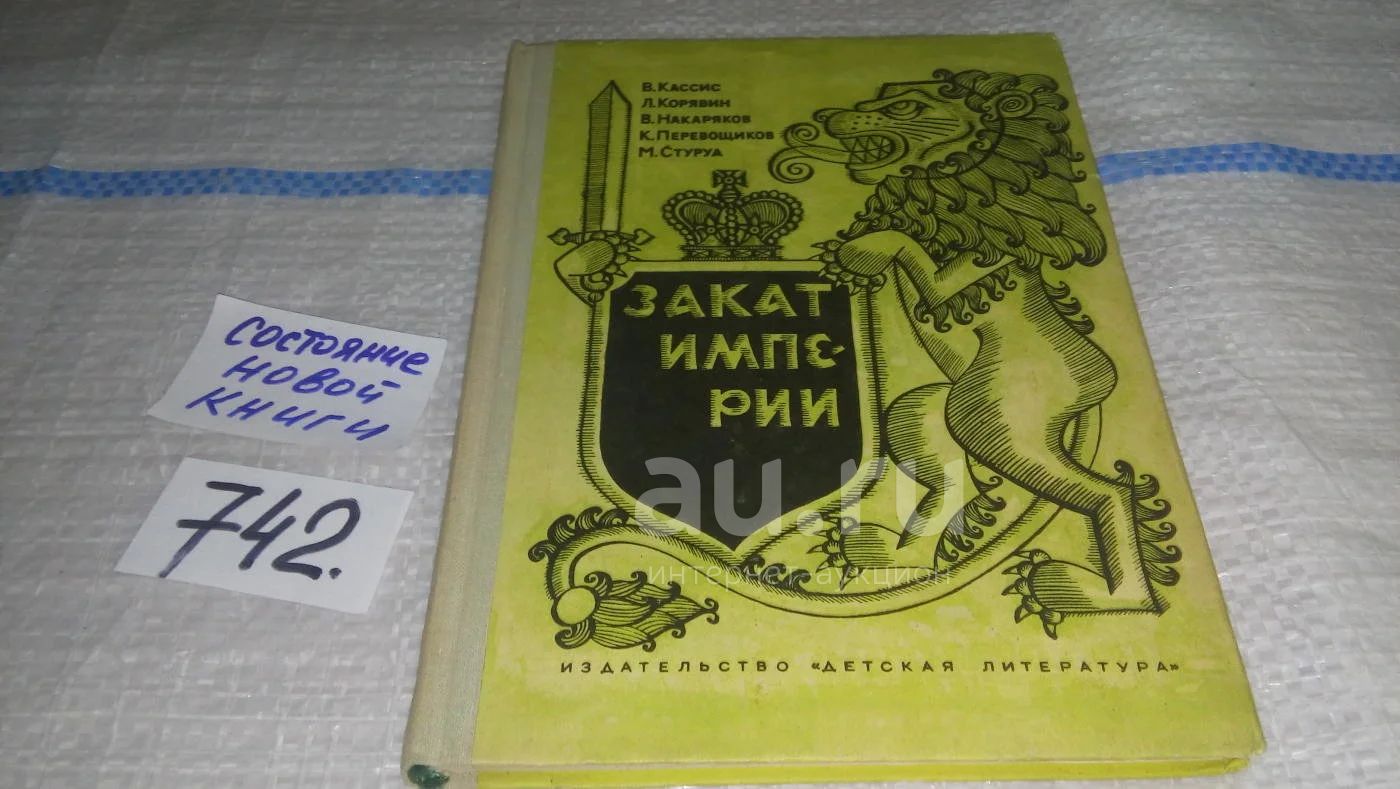 В. Кассис
Л. Корявин
В. Накаряков
К. Перевощиков
М. Стуруа
ЗАКАТ
ИМПЕ-
РИИ
ИЗДАТЕЛЬСТВО «ДЕТСКАЯ ЛИТЕРАТУРА»
СОСТОЯНИЕ
НОВОЙ
КНИГИ
742.
au.ru
интернет-аукцион